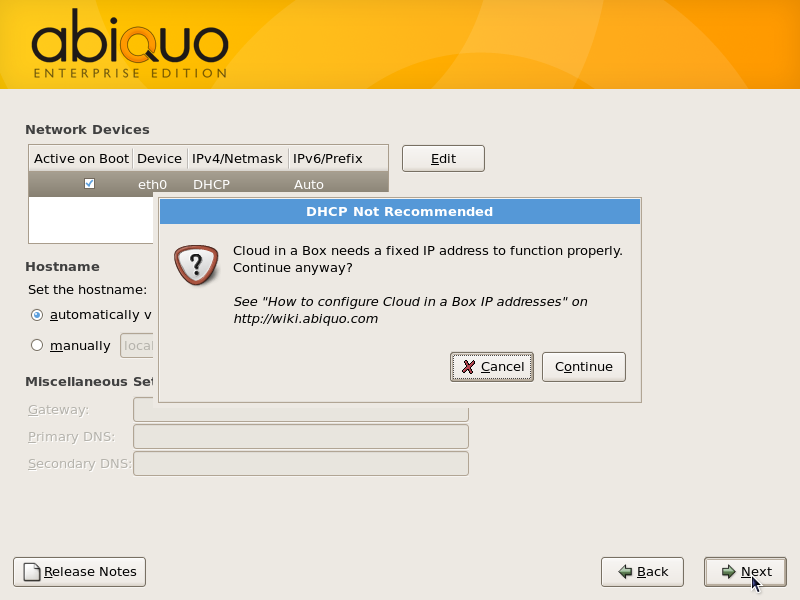 abiquo
ENTERPRISE EDITION
Network Devices
Active on Boot Device IPv4/Netmask IPv6/Prefix
eth0 DHCP Auto
Edit
DHCP Not Recommended
Cloud in a Box needs a fixed IP address to function properly.
Continue anyway?
See "How to configure Cloud in a Box IP addresses" on
http://wiki.abiquo.com
Cancel Continue
Hostname
Set the hostname:
automatically v
manually local
Miscellaneous Set
Gateway:
Primary DNS:
Secondary DNS:
Release Notes Back Next